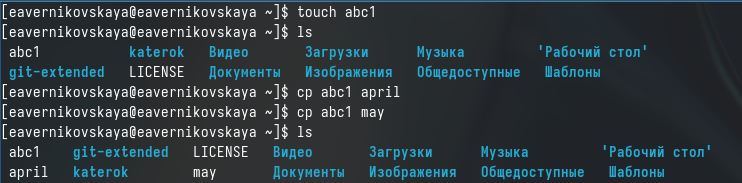 [eavernikovskaya@eavernikovskaya ~]$ touch abc1
[eavernikovskaya@eavernikovskaya ~]$ ls
abc1 katerok Видео Загрузки Музыка 'Рабочий стол'
git-extended LICENSE Документы Изображения Общедоступные Шаблоны
[eavernikovskaya@eavernikovskaya ~]$ cp abc1 april
[eavernikovskaya@eavernikovskaya ~]$ cp abc1 may
[eavernikovskaya@eavernikovskaya ~]$ ls
abc1 git-extended LICENSE Видео Загрузки Музыка 'Рабочий стол'
april katerok may Документы Изображения Общедоступные Шаблоны